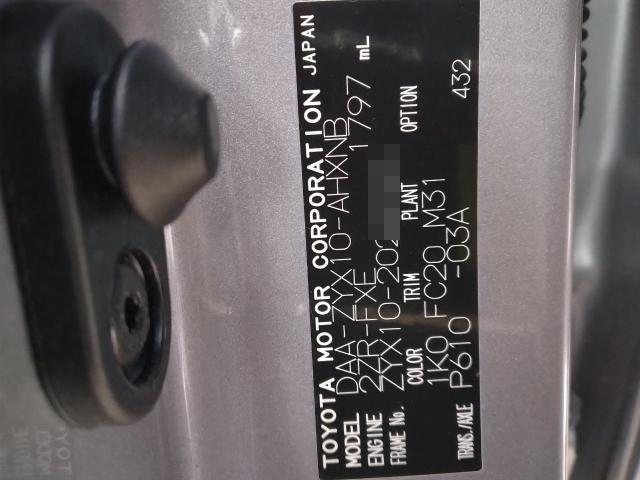 TOYOTA MOTOR CORPORATION JAPAN
MODEL DAA-ZYX10-AHXNB
ENGINE 2ZR-FXE 1797 mL
FRAME No. ZYX10-202
COLOR TRIM PLANT OPTION
1K0 FC20 M31 432
TRANS./AXLE P610 -03A